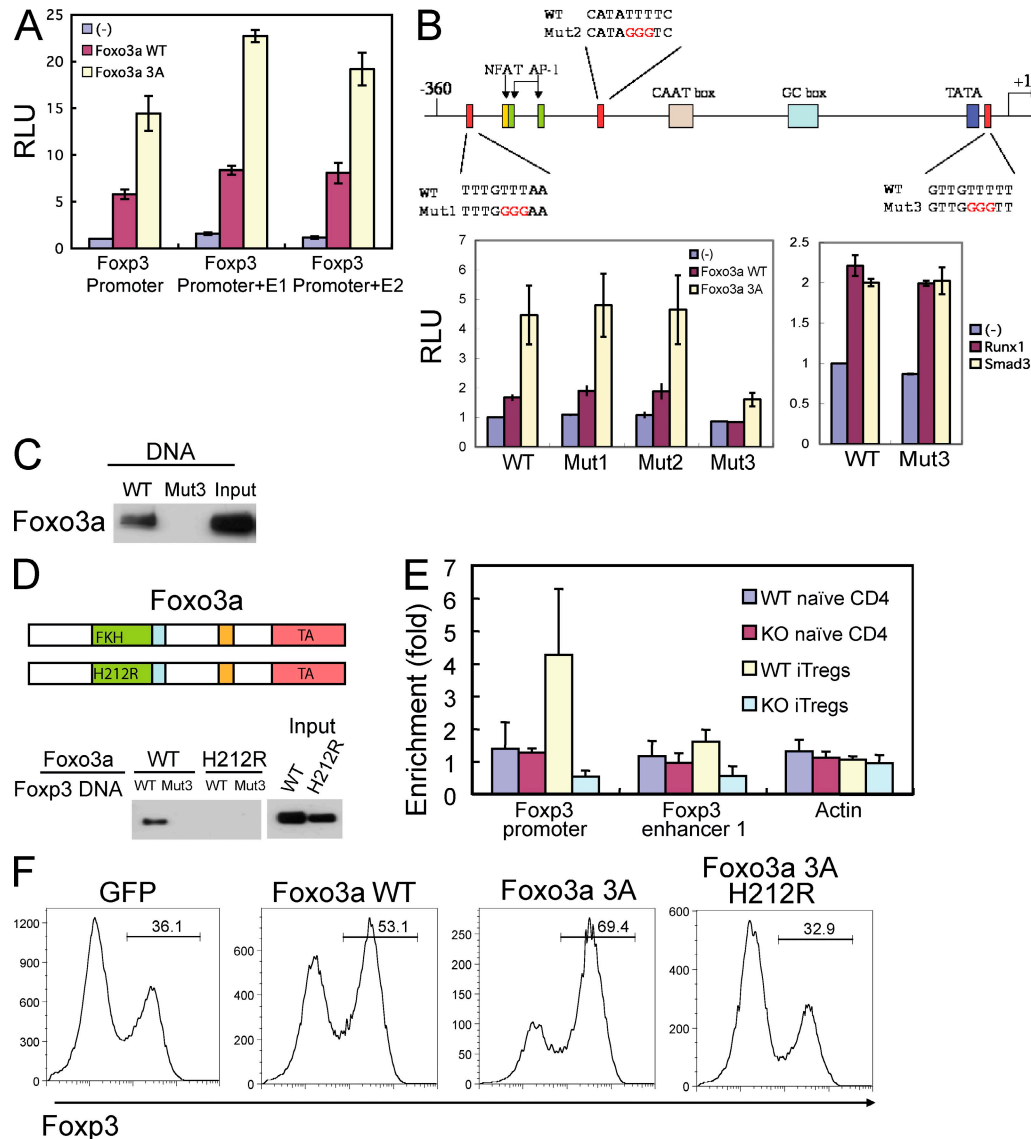 A
(-)
Foxo3a WT
Foxo3a 3A
RLU
25
20
15
10
5
0
Foxp3 Promoter
Foxp3 Promoter+E1
Foxp3 Promoter+E2
B
WT CATATTTTC
Mut2 CATAGGGTC
NFAT AP-1
-360
CAAT box
GC box
TATA
+1
WT TTTGTTTAA
Mut1 TTTGGGGAA
WT GTTGTTTTT
Mut3 GTTGGGGTT
RLU
7
6
5
4
3
2
1
0
(-)
Foxo3a WT
Foxo3a 3A
WT Mut1 Mut2 Mut3
2.5
2
1.5
1
0.5
0
(-)
Runx1
Smad3
WT Mut3
C
DNA
WT Mut3 Input
Foxo3a
D
Foxo3a
FKH TA
H212R TA
Input
Foxo3a WT H212R
WT H212R
Foxp3 DNA WT Mut3 WT Mut3
E
Enrichment (fold)
7
6
5
4
3
2
1
0
WT naïve CD4
KO naïve CD4
WT iTregs
KO iTregs
Foxp3 promoter
Foxp3 enhancer 1
Actin
F
GFP
36.1
1200
900
600
300
0
Foxo3a WT
53.1
600
400
200
0
Foxo3a 3A
69.4
250
200
150
100
50
0
Foxo3a 3A
H212R
32.9
600
400
200
0
Foxp3